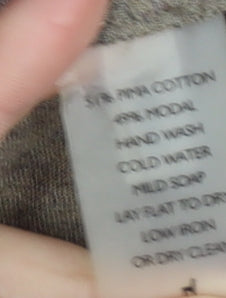 51% PIMA COTTON
49% MODAL
HAND WASH
COLD WATER
MILD SOAP
LAY FLAT TO DRY
LOW IRON
OR DRY CLEAN